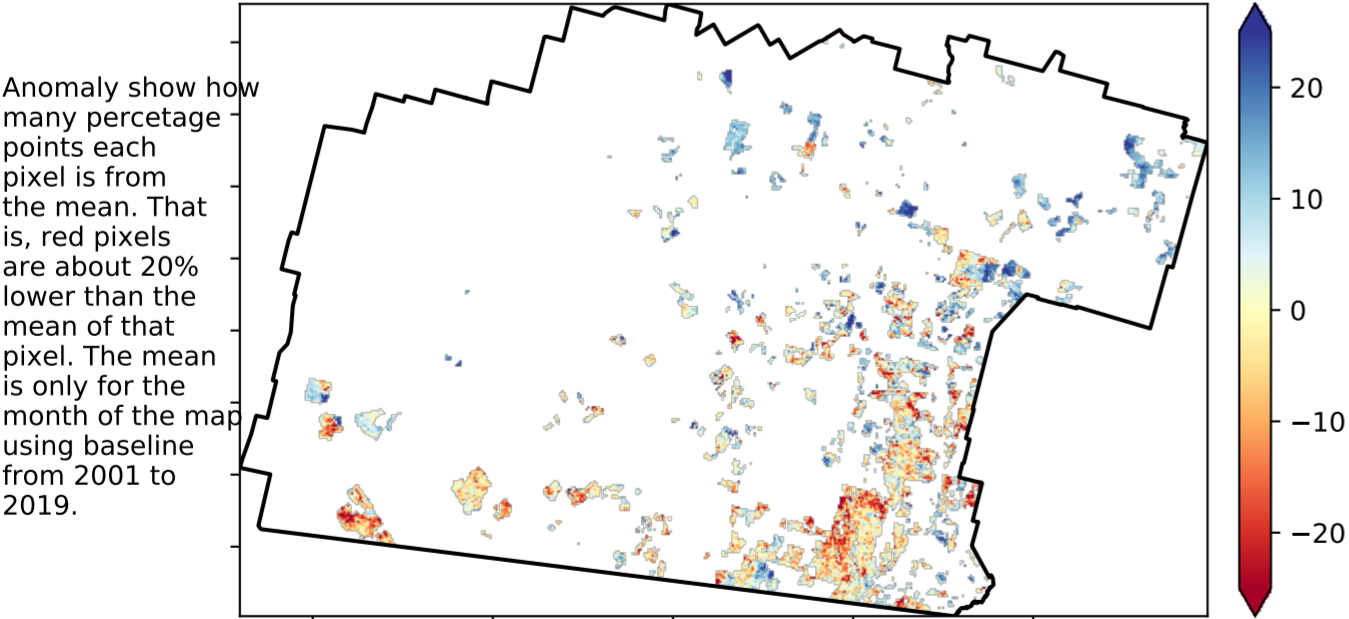 Anomaly show how
many percetage
points each
pixel is from
the mean. That
is, red pixels
are about 20%
lower than the
mean of that
pixel. The mean
is only for the
month of the map
using baseline
from 2001 to
2019.
20
10
0
−10
−20